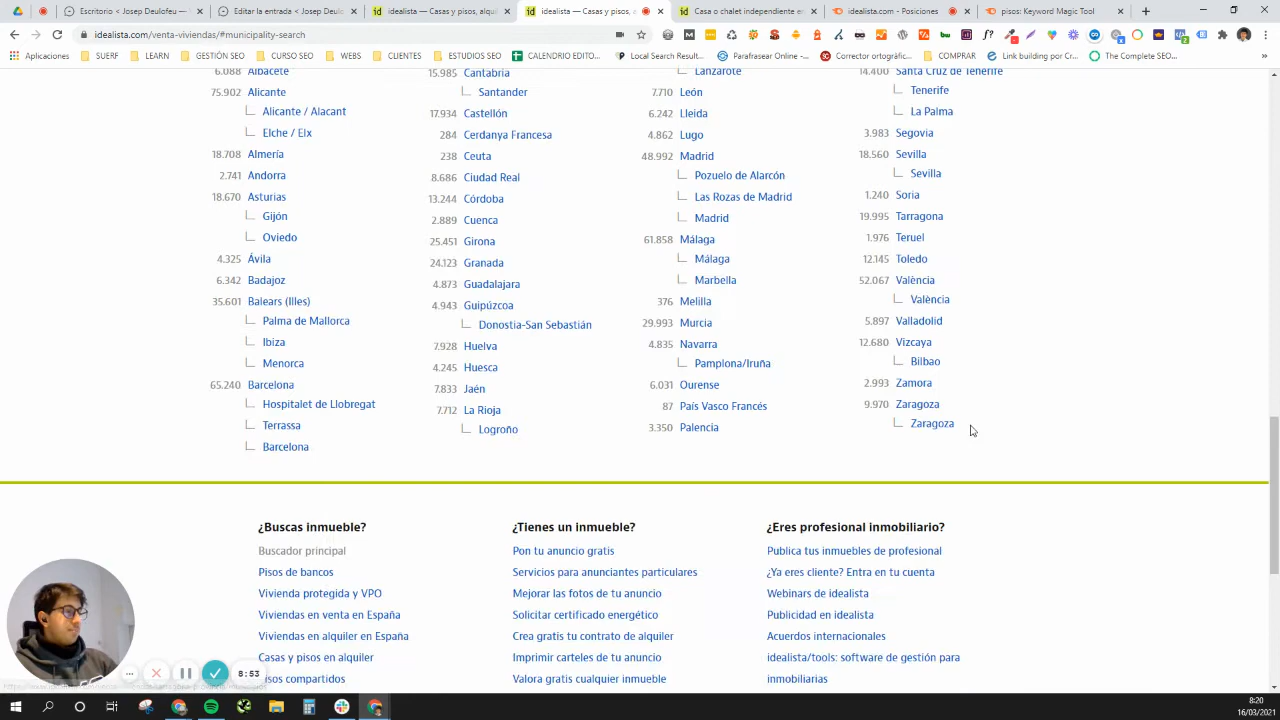 Escritorio < Josep Deulofeu —
Editar la entrada < Josep Deulo
idealista — Casas y pisos, alqui
idealista — Casas y inmuebles,
Casa o chalet independiente en
idealista: Posiciones
pisos: Keyword Magic Tool
idealista.com/venta-viviendas/#municipality-search
Aplicaciones
SUERF
LEARN
GESTIÓN SEO
WEBS
CLIENTES
ESTUDIOS SEO
CALENDARIO EDITO...
Local Search Result...
Parafrasear Online -...
Corrector ortográfic...
COMPRAR
Link building por Cr...
The Complete SEO...
6.088 Albacete
75.902 Alicante
Alicante / Alacant
Elche / Elx
18.708 Almería
2.741 Andorra
18.670 Asturias
Gijón
Oviedo
4.325 Ávila
6.342 Badajoz
35.601 Balears (Illes)
Palma de Mallorca
Ibiza
Menorca
65.240 Barcelona
Hospitalet de Llobregat
Terrassa
Barcelona
15.985 Cantabria
Santander
17.934 Castellón
284 Cerdanya Francesa
238 Ceuta
8.686 Ciudad Real
13.244 Córdoba
2.889 Cuenca
25.451 Girona
24.123 Granada
4.873 Guadalajara
4.943 Guipúzcoa
Donostia-San Sebastián
7.928 Huelva
4.245 Huesca
7.833 Jaén
7.712 La Rioja
Logroño
Lanzarote
7.710 León
6.242 Lleida
4.862 Lugo
48.992 Madrid
Pozuelo de Alarcón
Las Rozas de Madrid
Madrid
61.858 Málaga
Málaga
Marbella
376 Melilla
29.993 Murcia
4.835 Navarra
Pamplona/Iruña
6.031 Ourense
87 País Vasco Francés
3.350 Palencia
14.400 Santa Cruz de Tenerife
Tenerife
La Palma
3.983 Segovia
18.560 Sevilla
Sevilla
1.240 Soria
19.995 Tarragona
1.976 Teruel
12.145 Toledo
52.067 València
València
5.897 Valladolid
12.680 Vizcaya
Bilbao
2.993 Zamora
9.970 Zaragoza
Zaragoza
¿Buscas inmueble?
Buscador principal
Pisos de bancos
Vivienda protegida y VPO
Viviendas en venta en España
Viviendas en alquiler en España
Casas y pisos en alquiler
isos compartidos
¿Tienes un inmueble?
Pon tu anuncio gratis
Servicios para anunciantes particulares
Mejorar las fotos de tu anuncio
Solicitar certificado energético
Crea gratis tu contrato de alquiler
Imprimir carteles de tu anuncio
Valora gratis cualquier inmueble
¿Eres profesional inmobiliario?
Publica tus inmuebles de profesional
¿Ya eres cliente? Entra en tu cuenta
Webinars de idealista
Publicidad en idealista
Acuerdos internacionales
idealista/tools: software de gestión para
inmobiliarias
8:53
8:20
16/03/2021